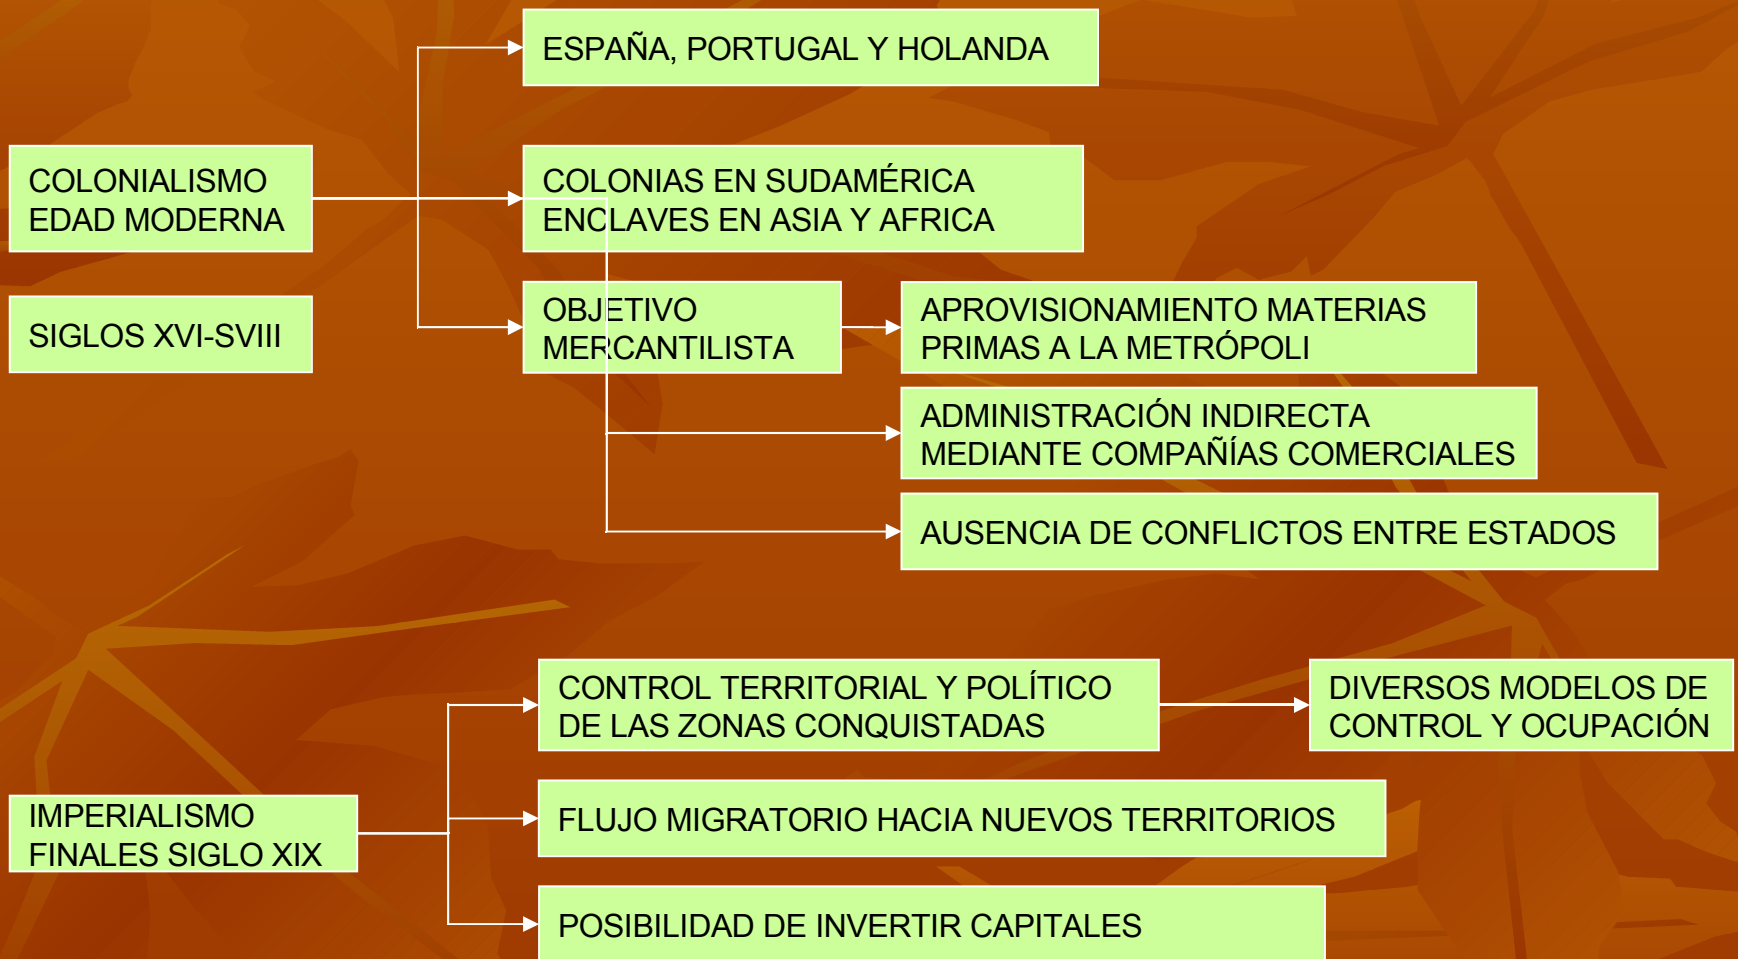 ESPAÑA, PORTUGAL Y HOLANDA
COLONIALISMO
EDAD MODERNA
COLONIAS EN SUDAMÉRICA
ENCLAVES EN ASIA Y AFRICA
SIGLOS XVI-SVIII
OBJETIVO
MERCANTILISTA
APROVISIONAMIENTO MATERIAS
PRIMAS A LA METRÓPOLI
ADMINISTRACIÓN INDIRECTA
MEDIANTE COMPAÑÍAS COMERCIALES
AUSENCIA DE CONFLICTOS ENTRE ESTADOS
CONTROL TERRITORIAL Y POLÍTICO
DE LAS ZONAS CONQUISTADAS
DIVERSOS MODELOS DE
CONTROL Y OCUPACIÓN
IMPERIALISMO
FINALES SIGLO XIX
FLUJO MIGRATORIO HACIA NUEVOS TERRITORIOS
POSIBILIDAD DE INVERTIR CAPITALES